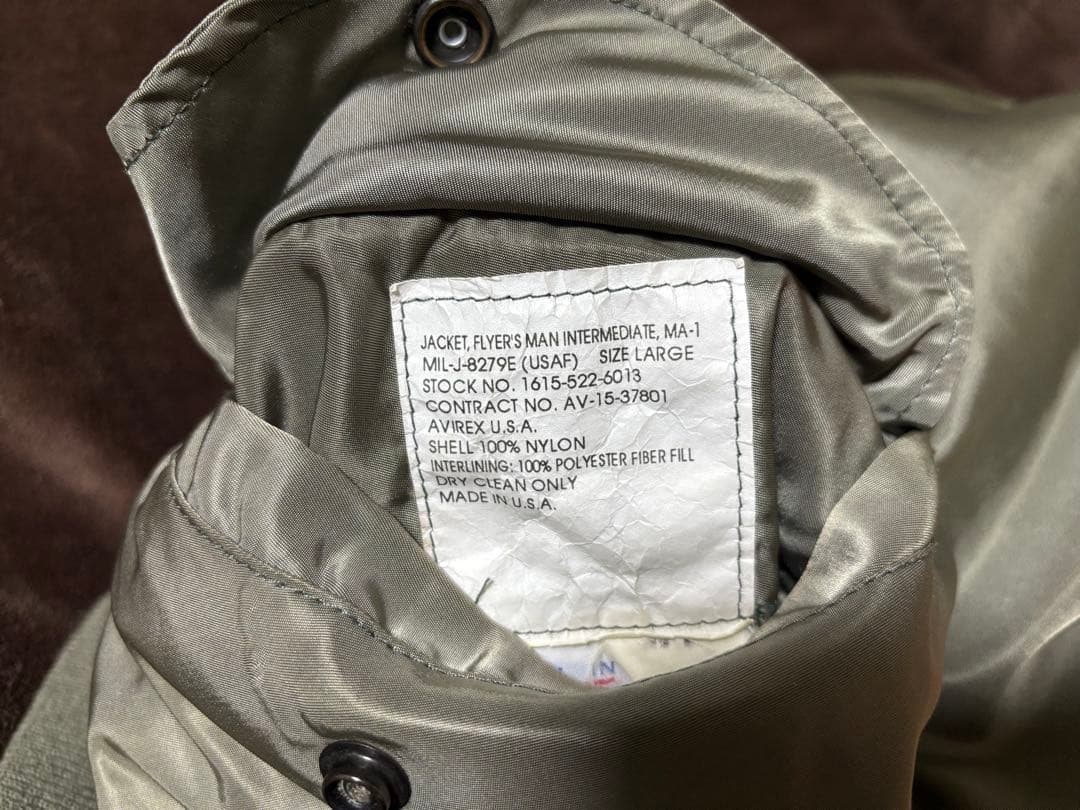 JACKET, FLYER'S MAN INTERMEDIATE, MA-1
MIL-J-8279E (USAF) SIZE LARGE
STOCK NO. 1615-522-6013
CONTRACT NO. AV-15-37801
AVIREX U.S.A.
SHELL 100% NYLON
INTERLINING: 100% POLYESTER FIBER FILL
DRY CLEAN ONLY
MADE IN U.S.A.